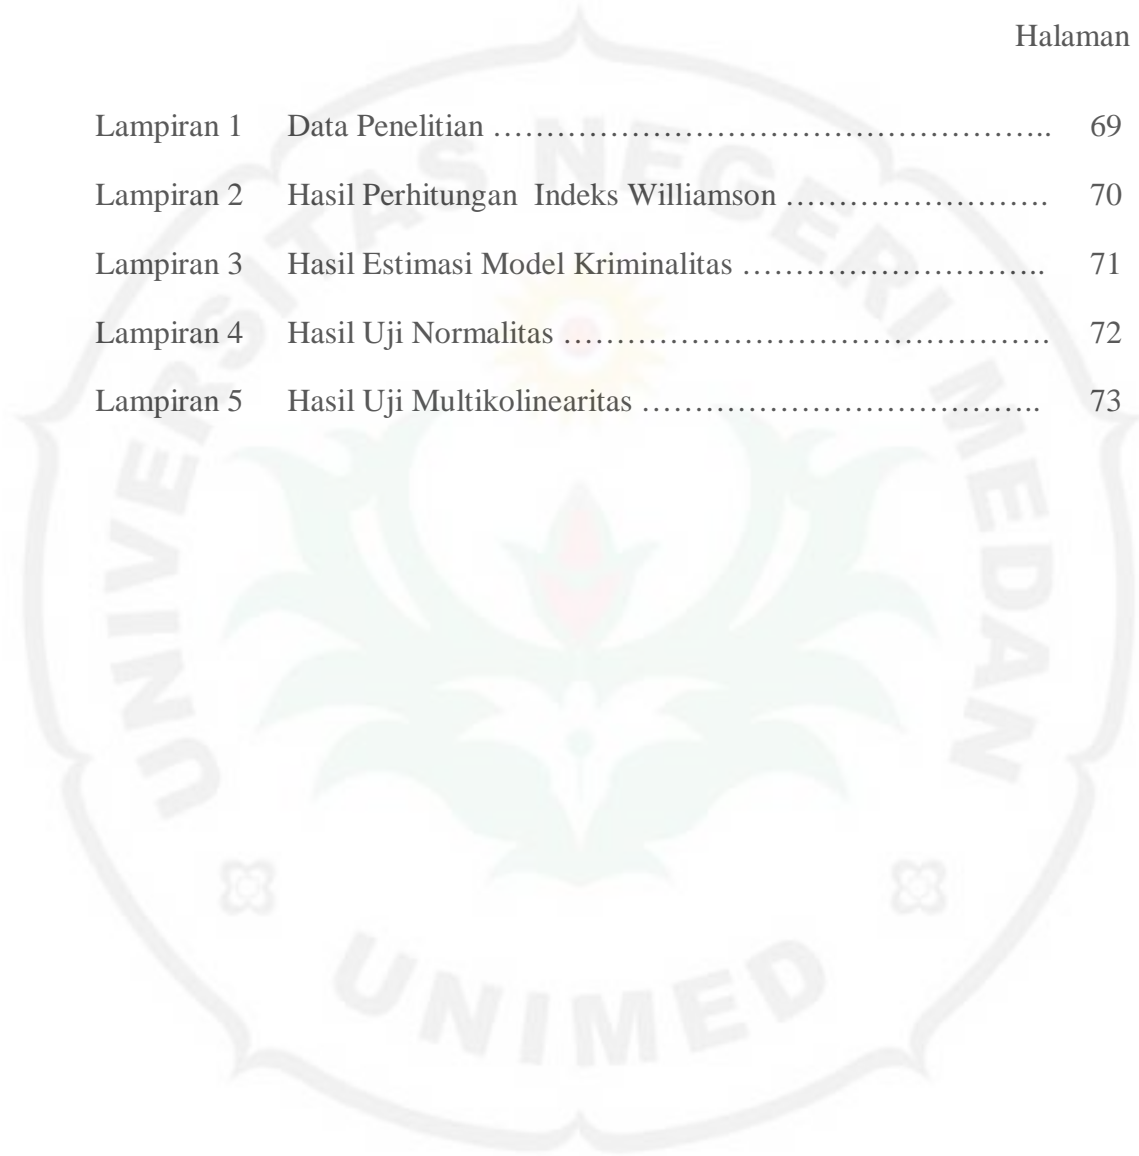 Halaman
Lampiran 1 Data Penelitian …………………………………………….. 69
Lampiran 2 Hasil Perhitungan  Indeks Williamson ……………………. 70
Lampiran 3 Hasil Estimasi Model Kriminalitas ……………………….. 71
Lampiran 4 Hasil Uji Normalitas ………………………………………. 72
Lampiran 5 Hasil Uji Multikolinearitas ……………………………….. 73
UNIVERSITAS NEGERI MEDAN
UNIMED